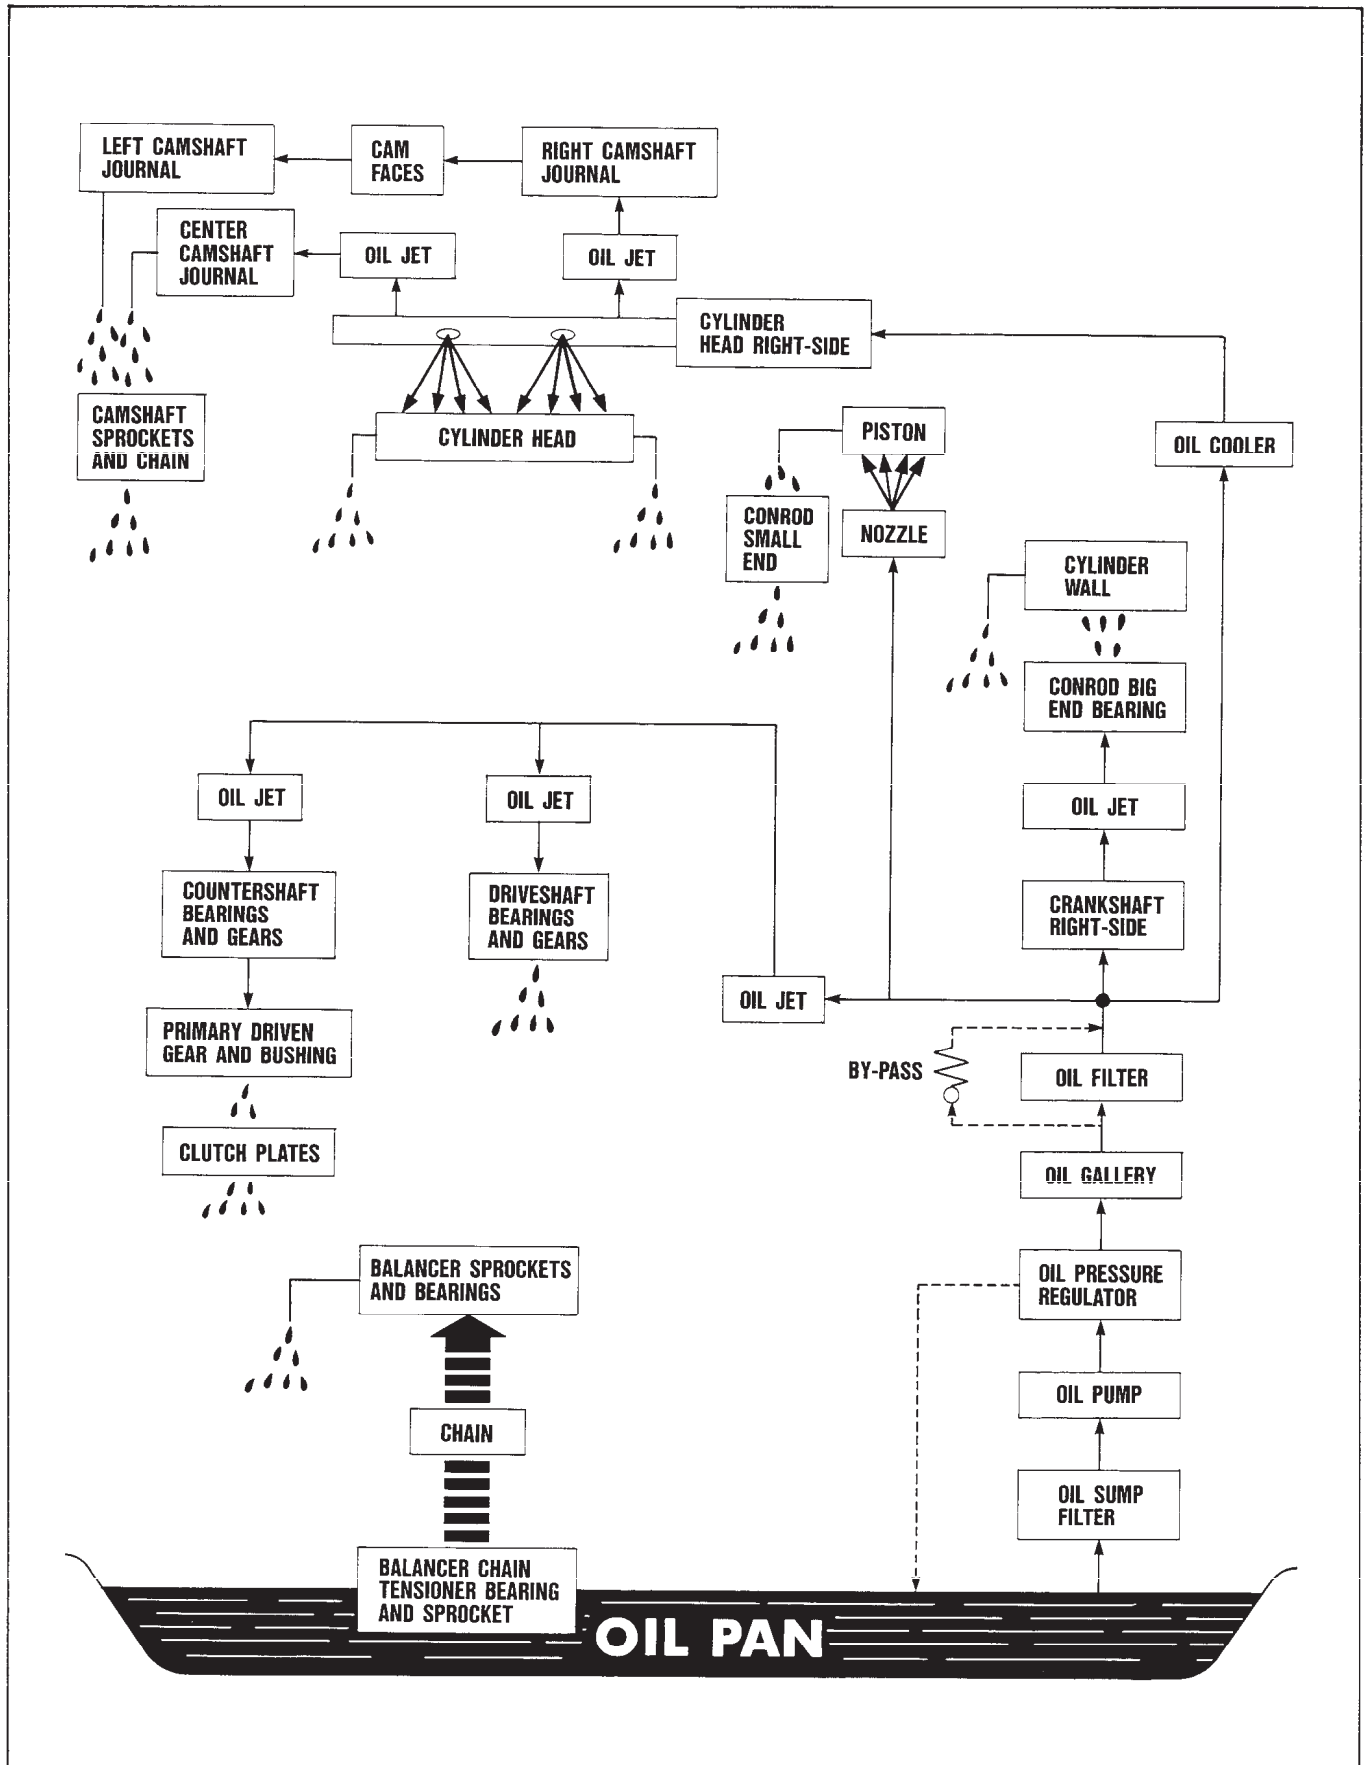 LEFT CAMSHAFT
JOURNAL
CAM
FACES
RIGHT CAMSHAFT
JOURNAL
CENTER
CAMSHAFT
JOURNAL
OIL JET
OIL JET
CYLINDER
HEAD RIGHT-SIDE
CAMSHAFT
SPROCKETS
AND CHAIN
CYLINDER HEAD
PISTON
OIL COOLER
CONROD
SMALL
END
NOZZLE
CYLINDER
WALL
CONROD BIG
END BEARING
OIL JET
OIL JET
OIL JET
COUNTERSHAFT
BEARINGS
AND GEARS
DRIVESHAFT
BEARINGS
AND GEARS
CRANKSHAFT
RIGHT-SIDE
OIL JET
PRIMARY DRIVEN
GEAR AND BUSHING
BY-PASS
OIL FILTER
CLUTCH PLATES
OIL GALLERY
BALANCER SPROCKETS
AND BEARINGS
OIL PRESSURE
REGULATOR
OIL PUMP
CHAIN
OIL SUMP
FILTER
BALANCER CHAIN
TENSIONER BEARING
AND SPROCKET
OIL PAN